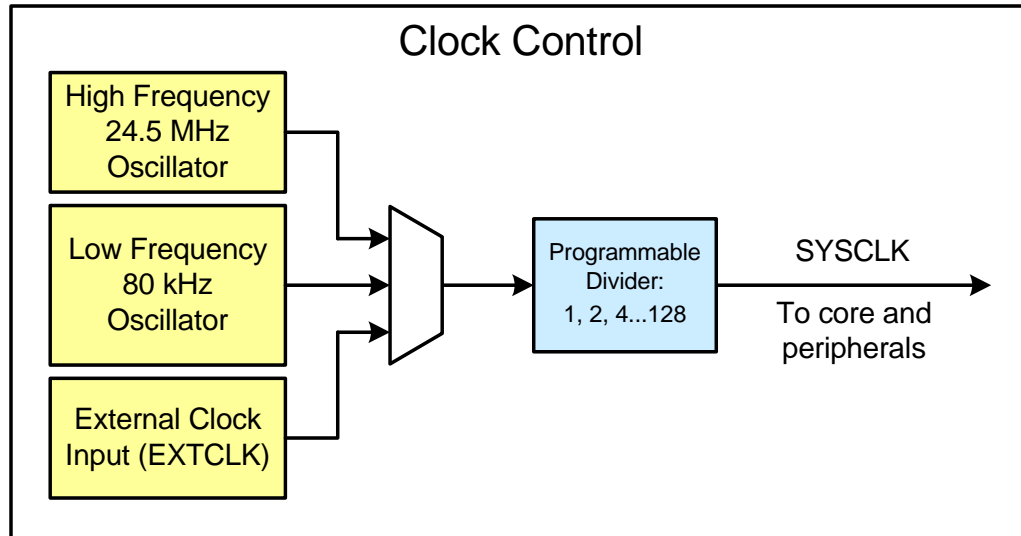 Clock Control
High Frequency
24.5 MHz
Oscillator
Low Frequency
80 kHz
Oscillator
External Clock
Input (EXTCLK)
Programmable
Divider:
1, 2, 4...128
SYSCLK
To core and
peripherals